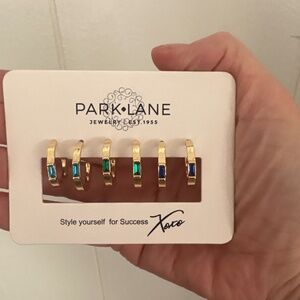 PARK • LANE
JEWELRY | EST. 1955
Style yourself for Success Xoxo